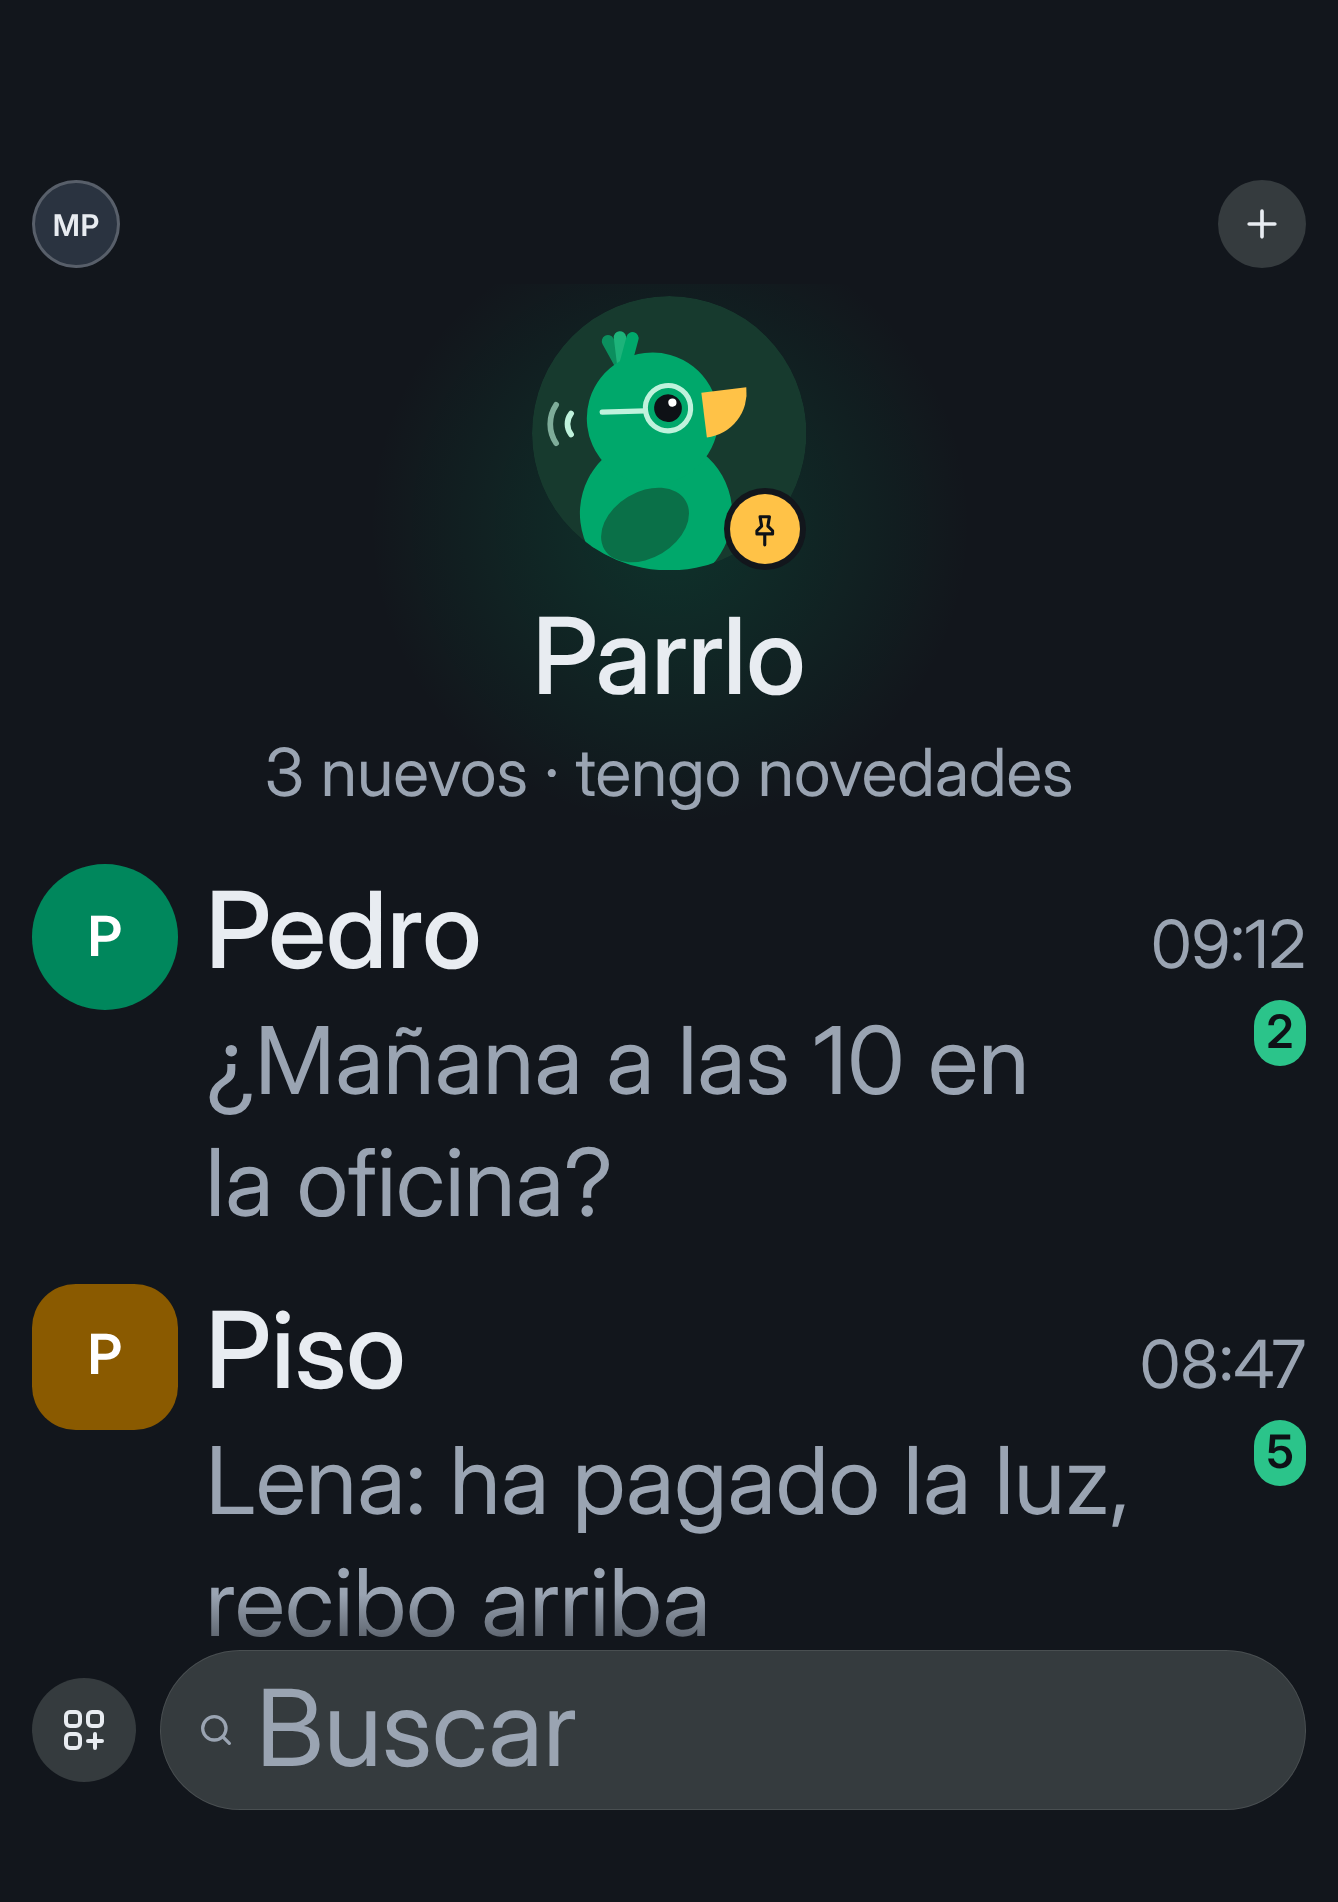 MP
Parrlo
3 nuevos · tengo novedades
P
Pedro
09:12
¿Mañana a las 10 en
2
la oficina?
P
Piso
08:47
Lena: ha pagado la luz,
5
recibo arriba
Buscar